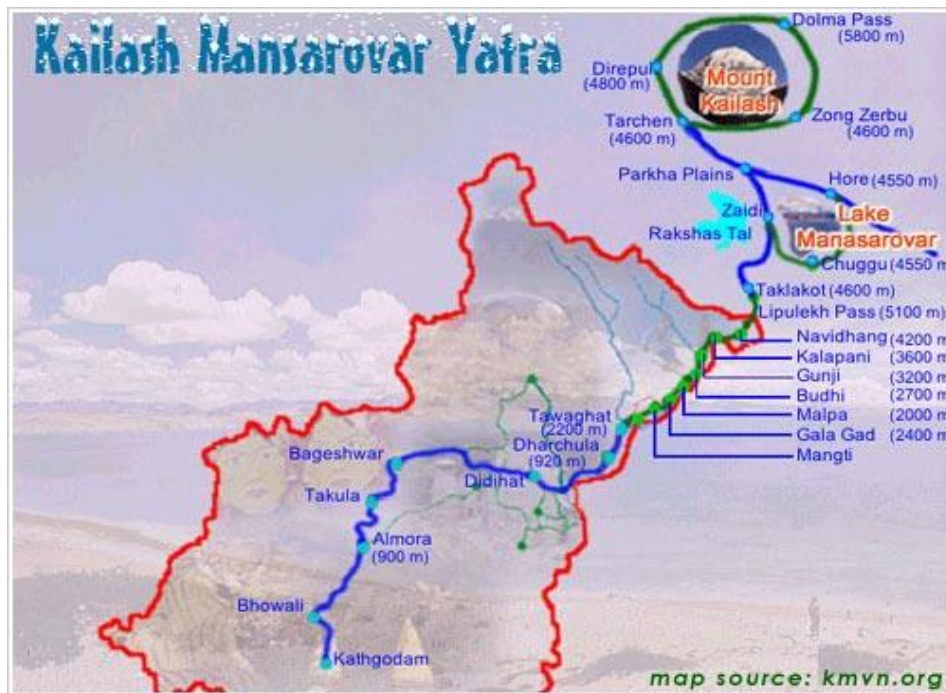 Kailash Mansarovar Yatra
Dolma Pass
(5800 m)
Direpul
(4800 m)
Mount
Kailash
Zong Zerbu
(4600 m)
Tarchen
(4600 m)
Parkha Plains
Hore (4550 m)
Zaidi
Lake
Manasarovar
Rakshas Tal
Chuggu (4550 m
Taklakot (4600 m)
Lipulekh Pass (5100 m)
Navidhang (4200 m
Kalapani (3600 m
Gunji (3200 m
Budhi (2700 m
Malpa (2000 m
Gala Gad (2400 m
Mangti
Tawaghat
(2200 m)
Dharchula
(920 m)
Didihat
Bageshwar
Takula
Almora
(900 m)
Bhowali
Kathgodam
map source: kmvn.org